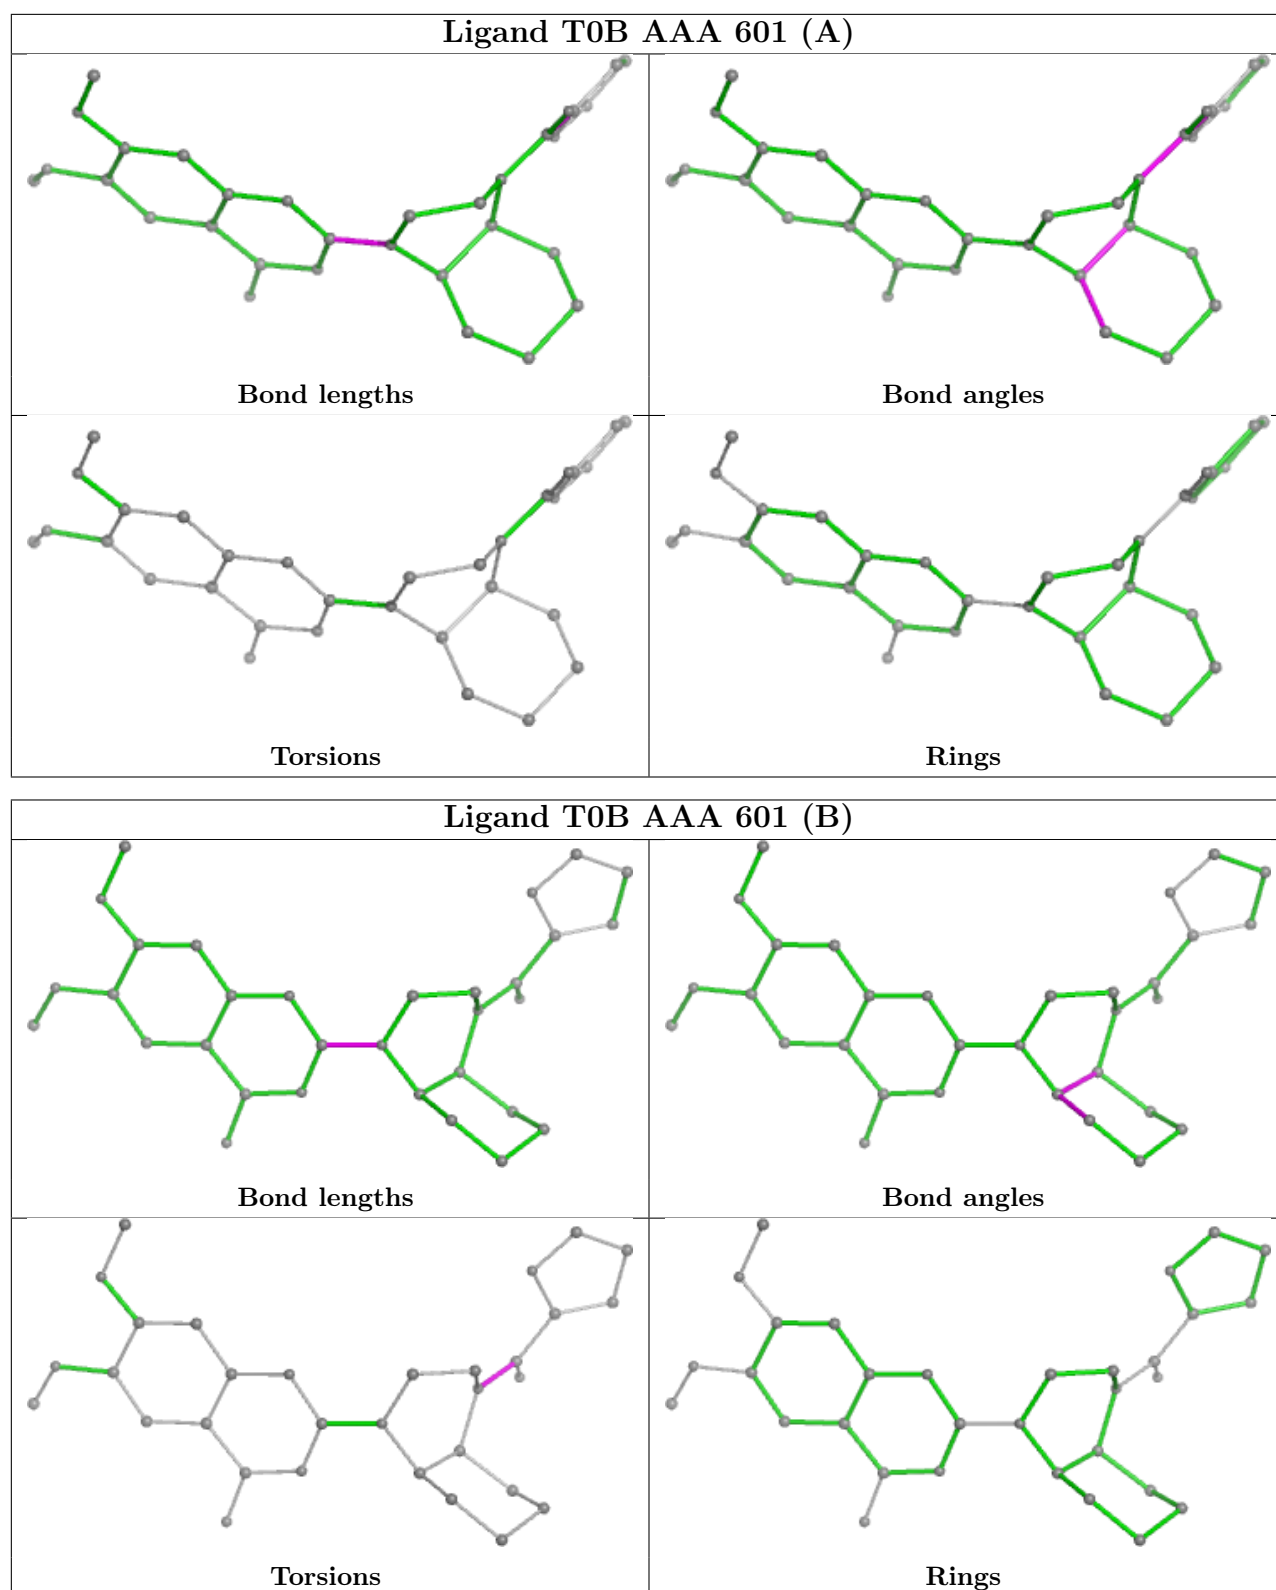 Ligand T0B AAA 601 (A)
Bond lengths
Bond angles
Torsions
Rings
Ligand T0B AAA 601 (B)
Bond lengths
Bond angles
Torsions
Rings